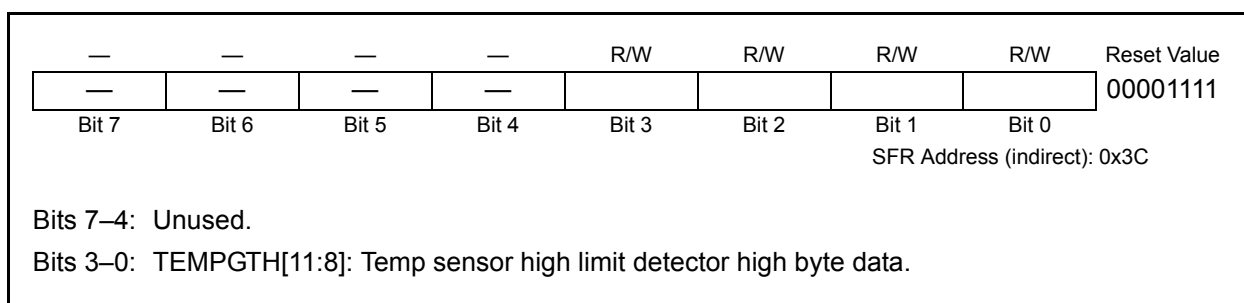 — — — — R/W R/W R/W R/W Reset Value
— — — — 00001111
Bit 7 Bit 6 Bit 5 Bit 4 Bit 3 Bit 2 Bit 1 Bit 0
SFR Address (indirect): 0x3C
Bits 7–4: Unused.
Bits 3–0: TEMPGTH[11:8]: Temp sensor high limit detector high byte data.